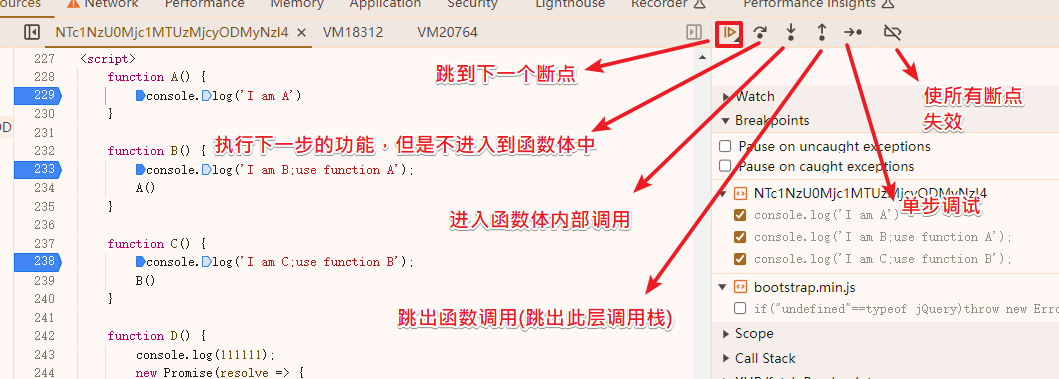 ources
Network
Performance
Memory
Application
Security
Lighthouse
Recorder
Performance insights
NTc1NzU0Mjc1MTUzMjcyODMyNzI4 ×
VM18312
VM20764
227 <script>
228 function A() {
229 console.log('I am A')
230 }
231
232 function B() {
233 console.log('I am B;use function A');
234 A()
235 }
236
237 function C() {
238 console.log('I am C;use function B');
239 B()
240 }
241
242 function D() {
243 console.log(111111);
244 new Promise(resolve => {
OD
跳到下一个断点
执行下一步的功能，但是不进入到函数体中
进入函数体内部调用
跳出函数调用(跳出此层调用栈)
使所有断点
失效
单步调试
Watch
Breakpoints
Pause on uncaught exceptions
Pause on caught exceptions
NTc1NzU0Mjc1MTUzMjcyODMyNzI4
console.log('I am A')
console.log('I am B;use function A');
console.log('I am C;use function B');
bootstrap.min.js
if("undefined"==typeof jQuery)throw new Erro
Scope
Call Stack